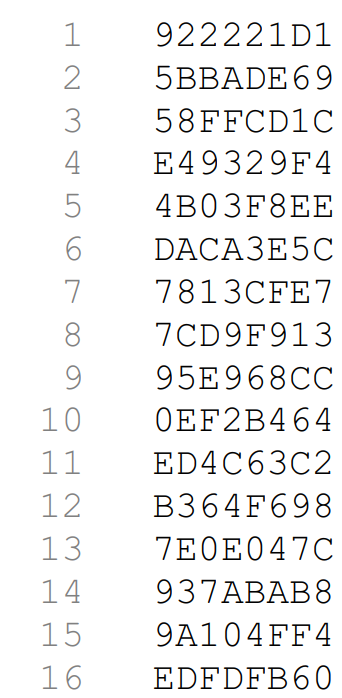 1 922221D1
2 5BBADE69
3 58FFCD1C
4 E49329F4
5 4B03F8EE
6 DACA3E5C
7 7813CFE7
8 7CD9F913
9 95E968CC
10 0EF2B464
11 ED4C63C2
12 B364F698
13 7E0E047C
14 937ABAB8
15 9A104FF4
16 EDFDFB60